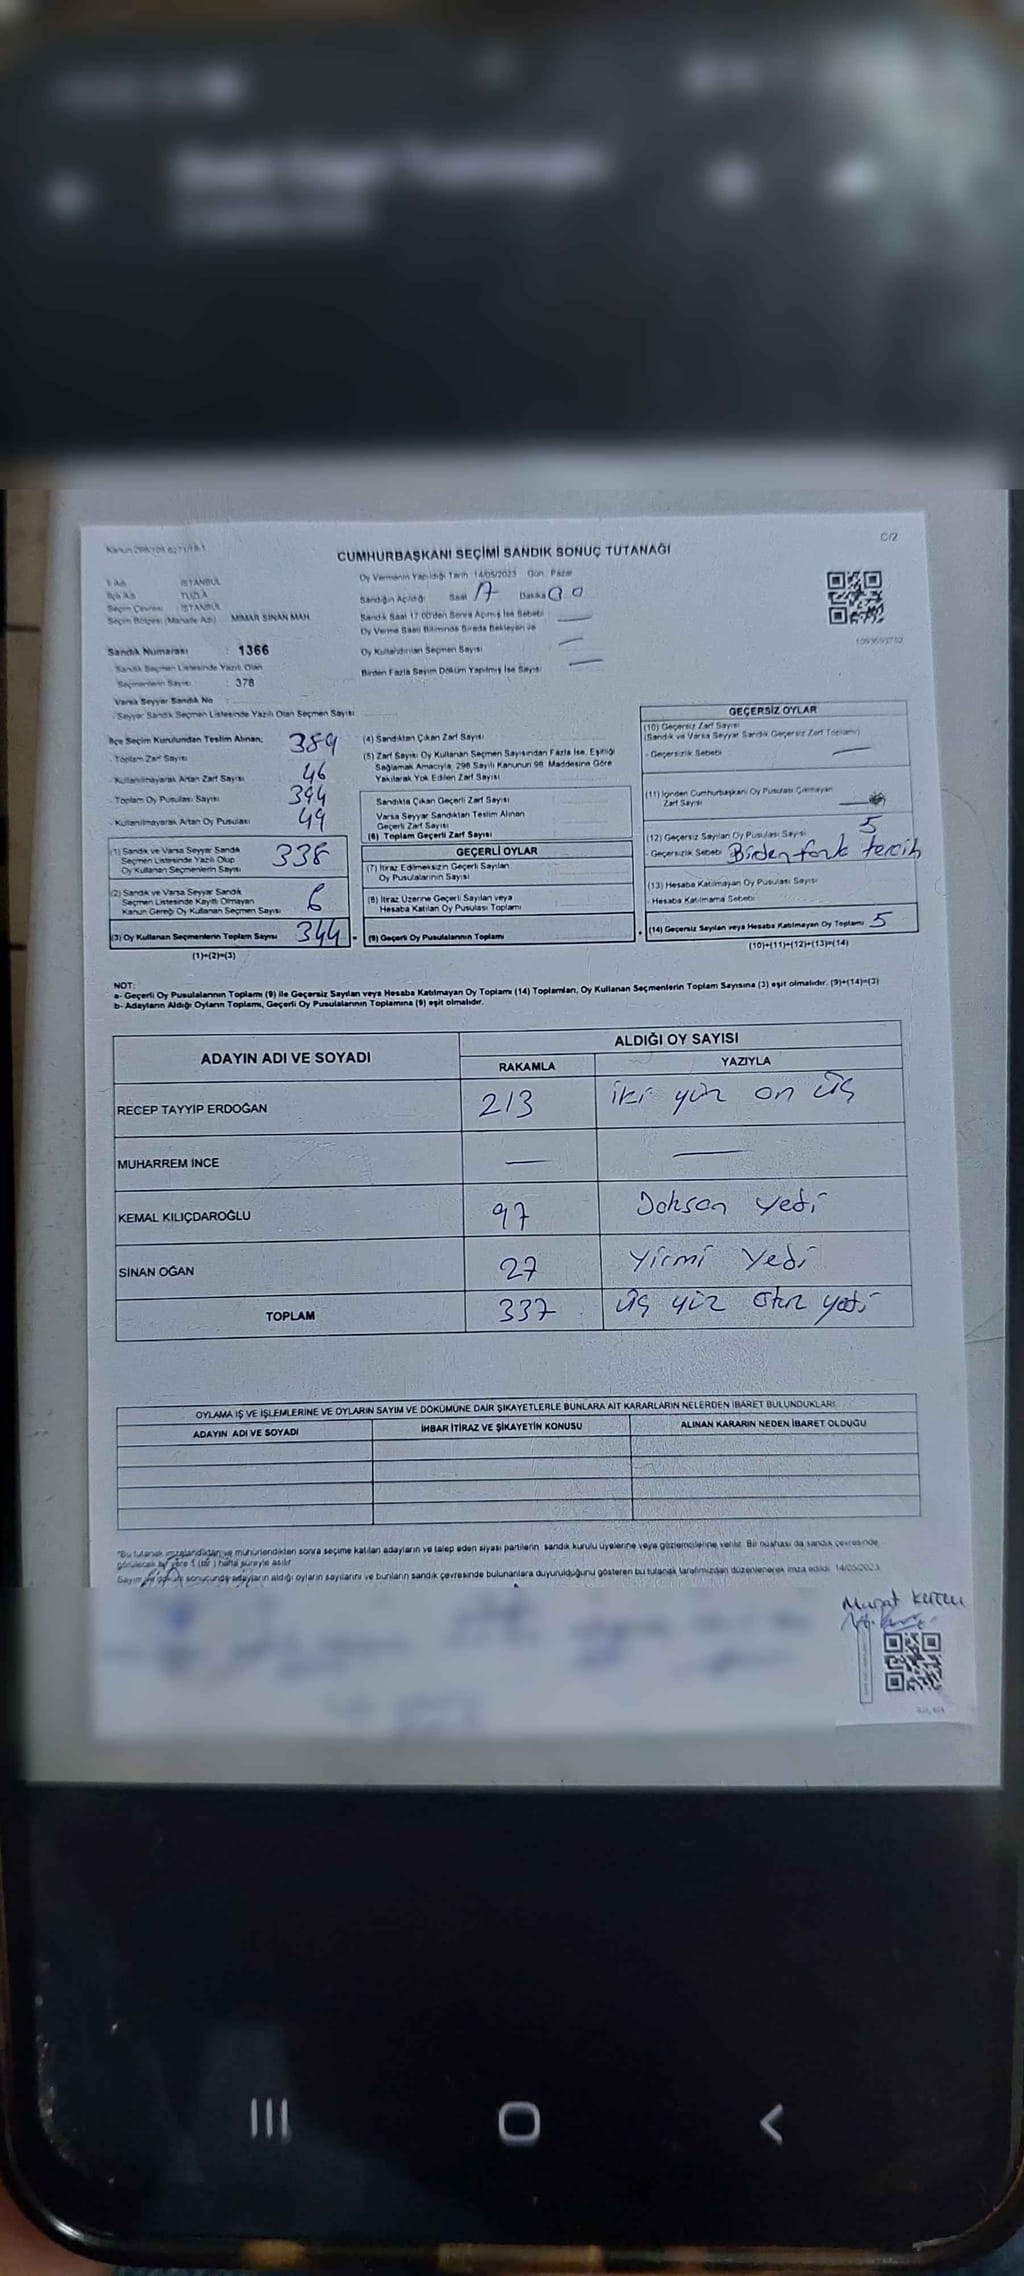 Kanun 298/105 6271/18-1
C/2
CUMHURBAŞKANI SEÇİMİ SANDIK SONUÇ TUTANAĞI
İl Adı : İSTANBUL
İlçe Adı : TUZLA
Seçim Çevresi : İSTANBUL
Seçim Bölgesi (Mahalle Adı) : MİMAR SİNAN MAH.
Sandık Numarası : 1366
Sandık Seçmen Listesinde Yazılı Olan
Seçmenlerin Sayısı : 378
Varsa Seyyar Sandık No :
- Seyyar Sandık Seçmen Listesinde Yazılı Olan Seçmen Sayısı
Oy Vermenin Yapıldığı Tarih :14/05/2023 Gün : Pazar
Sandığın Açıldığı : Saat 17 Dakika 00
Sandık Saat 17.00'den Sonra Açılmış İse Sebebi : —
Oy Verme Saati Bitiminde Sırada Bekleyen ve
Oy Kullandırılan Seçmen Sayısı : —
Birden Fazla Sayım Döküm Yapılmış İse Sayısı : —
İlçe Seçim Kurulundan Teslim Alınan;
- Toplam Zarf Sayısı 389
- Kullanılmayarak Artan Zarf Sayısı 46
- Toplam Oy Pusulası Sayısı 394
- Kullanılmayarak Artan Oy Pusulası 49
(1) Sandık ve Varsa Seyyar Sandık
Seçmen Listesinde Yazılı Olup
Oy Kullanan Seçmenlerin Sayısı 338
(2) Sandık ve Varsa Seyyar Sandık
Seçmen Listesinde Kayıtlı Olmayan
Kanun Gereği Oy Kullanan Seçmen Sayısı 6
(3) Oy Kullanan Seçmenlerin Toplam Sayısı 344
(1)+(2)=(3)
(4) Sandıktan Çıkan Zarf Sayısı
(5) Zarf Sayısı Oy Kullanan Seçmen Sayısından Fazla İse, Eşitliği
Sağlamak Amacıyla, 298 Sayılı Kanunun 98. Maddesine Göre
Yakılarak Yok Edilen Zarf Sayısı
Sandıkta Çıkan Geçerli Zarf Sayısı
Varsa Seyyar Sandıktan Teslim Alınan
Geçerli Zarf Sayısı
(6) Toplam Geçerli Zarf Sayısı
GEÇERLİ OYLAR
(7) İtiraz Edilmeksizin Geçerli Sayılan
Oy Pusulalarının Sayısı
(8) İtiraz Üzerine Geçerli Sayılan veya
Hesaba Katılan Oy Pusulası Toplamı
(9) Geçerli Oy Pusulalarının Toplamı
GEÇERSİZ OYLAR
(10) Geçersiz Zarf Sayısı
(Sandık ve Varsa Seyyar Sandık Geçersiz Zarf Toplamı)
- Geçersizlik Sebebi —
(11) İçinden Cumhurbaşkanı Oy Pusulası Çıkmayan
Zarf Sayısı
(12) Geçersiz Sayılan Oy Pusulası Sayısı 5
- Geçersizlik Sebebi Birden fazla tercih
(13) Hesaba Katılmayan Oy Pusulası Sayısı
- Hesaba Katılmama Sebebi
(14) Geçersiz Sayılan veya Hesaba Katılmayan Oy Toplamı 5
(10)+(11)+(12)+(13)=(14)
NOT:
a- Geçerli Oy Pusulalarının Toplamı (9) ile Geçersiz Sayılan veya Hesaba Katılmayan Oy Toplamı (14) Toplamları, Oy Kullanan Seçmenlerin Toplam Sayısına (3) eşit olmalıdır. (9)+(14)=(3)
b- Adayların Aldığı Oyların Toplamı, Geçerli Oy Pusulalarının Toplamına (9) eşit olmalıdır.
ADAYIN ADI VE SOYADI
ALDIĞI OY SAYISI
RAKAMLA YAZIYLA
RECEP TAYYİP ERDOĞAN 213 iki yüz on üç
MUHARREM İNCE — —
KEMAL KILIÇDAROĞLU 97 Doksan yedi
SİNAN OĞAN 27 Yirmi Yedi
TOPLAM 337 üç yüz otuz yedi
OYLAMA İŞ VE İŞLEMLERİNE VE OYLARIN SAYIM VE DÖKÜMÜNE DAİR ŞİKAYETLERLE BUNLARA AİT KARARLARIN NELERDEN İBARET BULUNDUKLARI
ADAYIN ADI VE SOYADI İHBAR İTİRAZ VE ŞİKAYETİN KONUSU ALINAN KARARIN NEDEN İBARET OLDUĞU
*Bu tutanak imzalandıktan ve mühürlendikten sonra seçime katılan adayların ve talep eden siyasi partilerin sandık kurulu üyelerine veya gözlemcilerine verilir. Bir nüshası da sandık çevresinde
görülecek bir yere 1 (bir) hafta süreyle asılır.
Sayım ve döküm sonucunda adayların aldığı oyların sayılarını ve bunların sandık çevresinde bulunanlara duyurulduğunu gösteren bu tutanak tarafımızdan düzenlenerek imza edildi. 14/05/2023
Murat